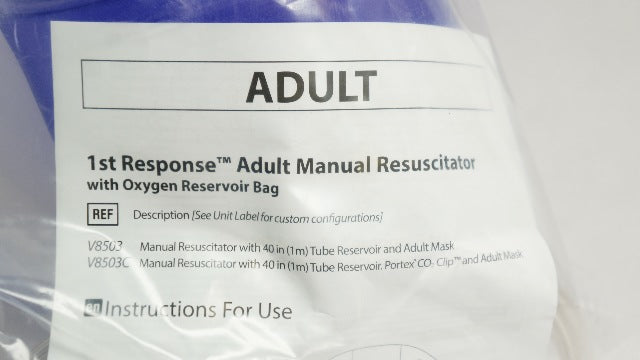 ADULT
1st Response™ Adult Manual Resuscitator
with Oxygen Reservoir Bag
REF Description [See Unit Label for custom configurations]
V8503 Manual Resuscitator with 40 in (1m) Tube Reservoir and Adult Mask
V8503C Manual Resuscitator with 40 in (1m) Tube Reservoir, Portex® CO₂ Clip™ and Adult Mask
en Instructions For Use